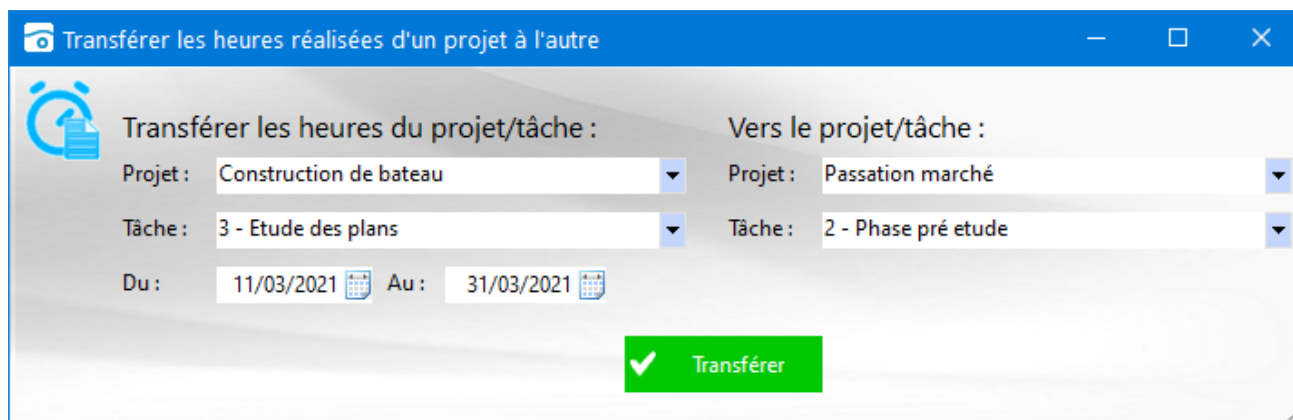 Transférer les heures réalisées d'un projet à l'autre
Transférer les heures du projet/tâche :
Vers le projet/tâche :
Projet : Construction de bateau
Projet : Passation marché
Tâche : 3 - Etude des plans
Tâche : 2 - Phase pré etude
Du : 11/03/2021 Au : 31/03/2021
Transférer